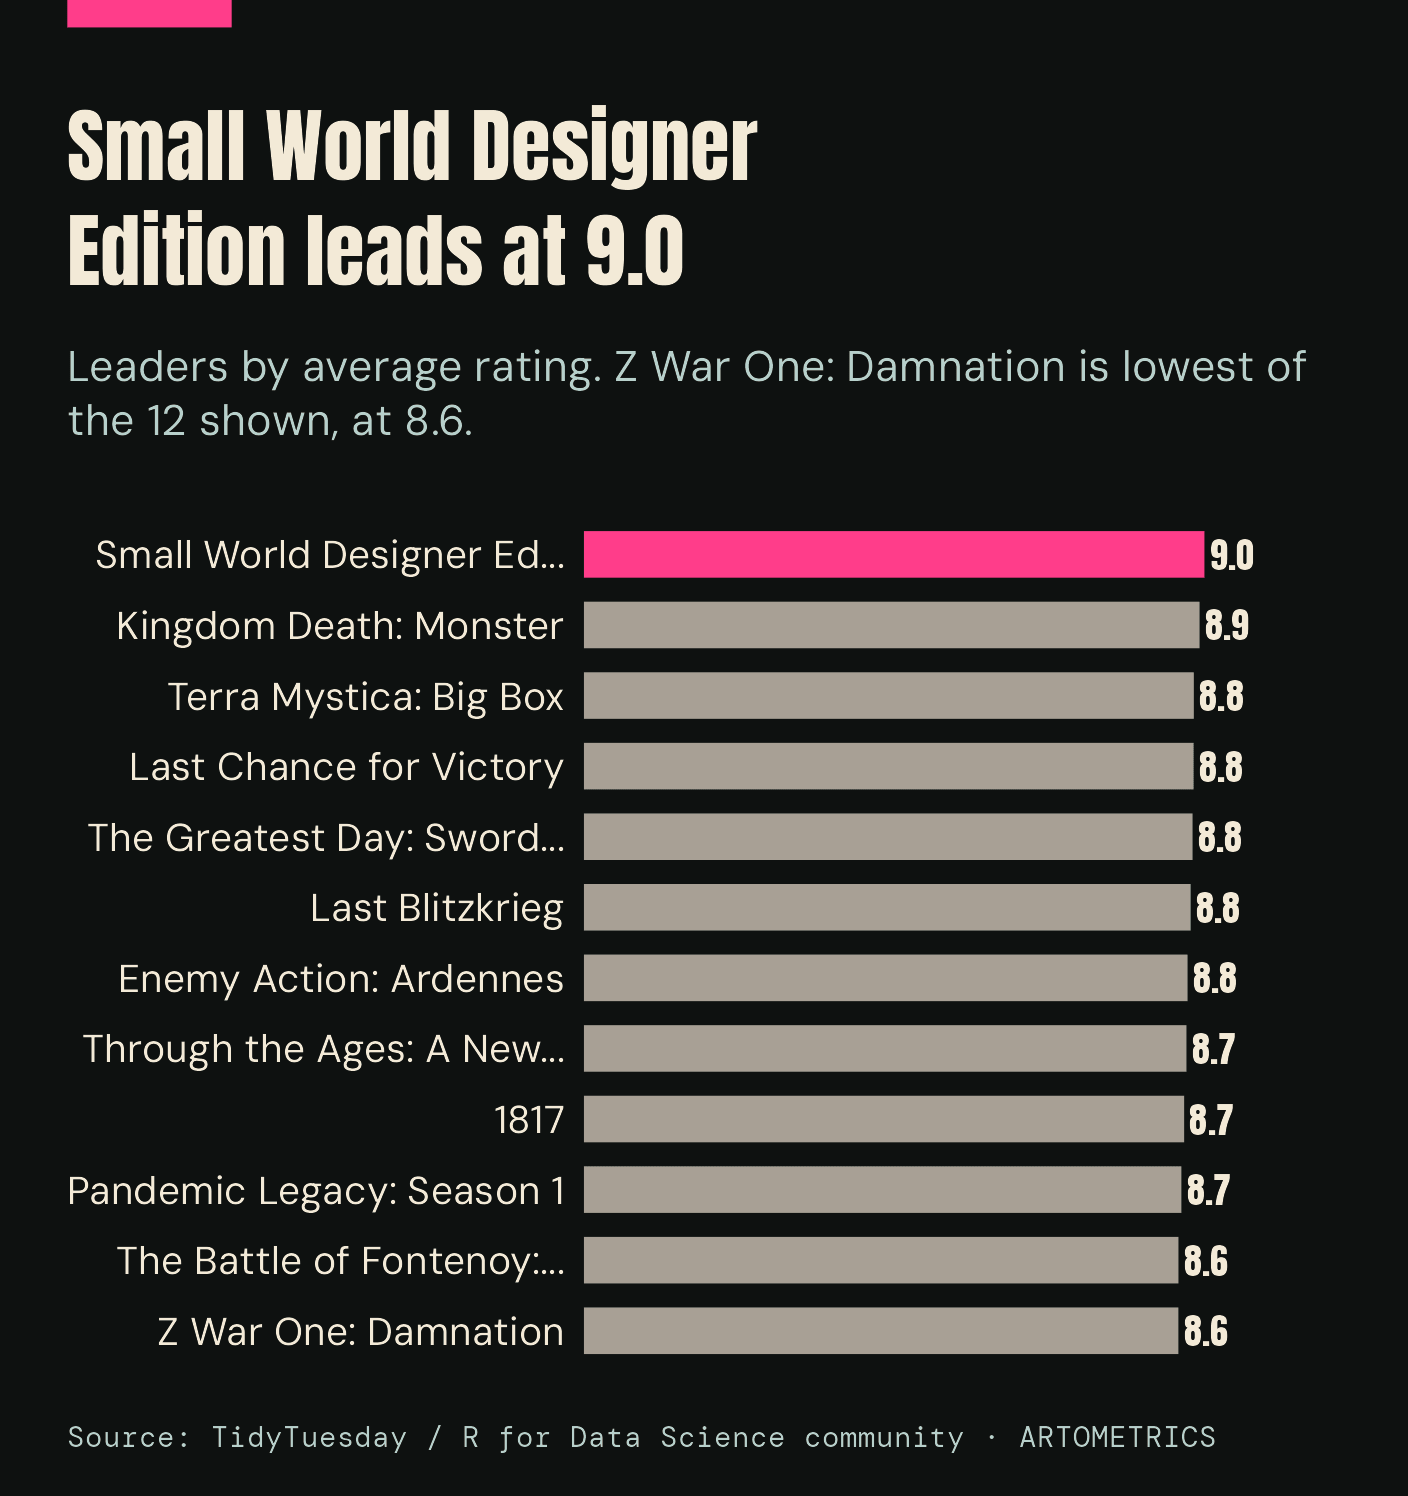 Small World Designer
Edition leads at 9.0
Leaders by average rating. Z War One: Damnation is lowest of
the 12 shown, at 8.6.
Small World Designer Ed... 9.0
Kingdom Death: Monster 8.9
Terra Mystica: Big Box 8.8
Last Chance for Victory 8.8
The Greatest Day: Sword... 8.8
Last Blitzkrieg 8.8
Enemy Action: Ardennes 8.8
Through the Ages: A New... 8.7
1817 8.7
Pandemic Legacy: Season 1 8.7
The Battle of Fontenoy:... 8.6
Z War One: Damnation 8.6
Source: TidyTuesday / R for Data Science community · ARTOMETRICS